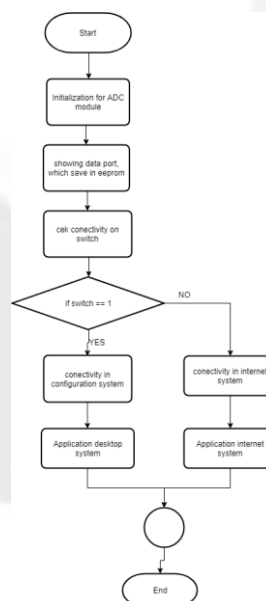 Start
Initialization for ADC
module
showing data port,
which save in eeprom
cek conectivity on
switch
if switch == 1
NO
YES
conectivity in
configuration system
conectivity in internet
system
Application desktop
system
Application internet
system
End